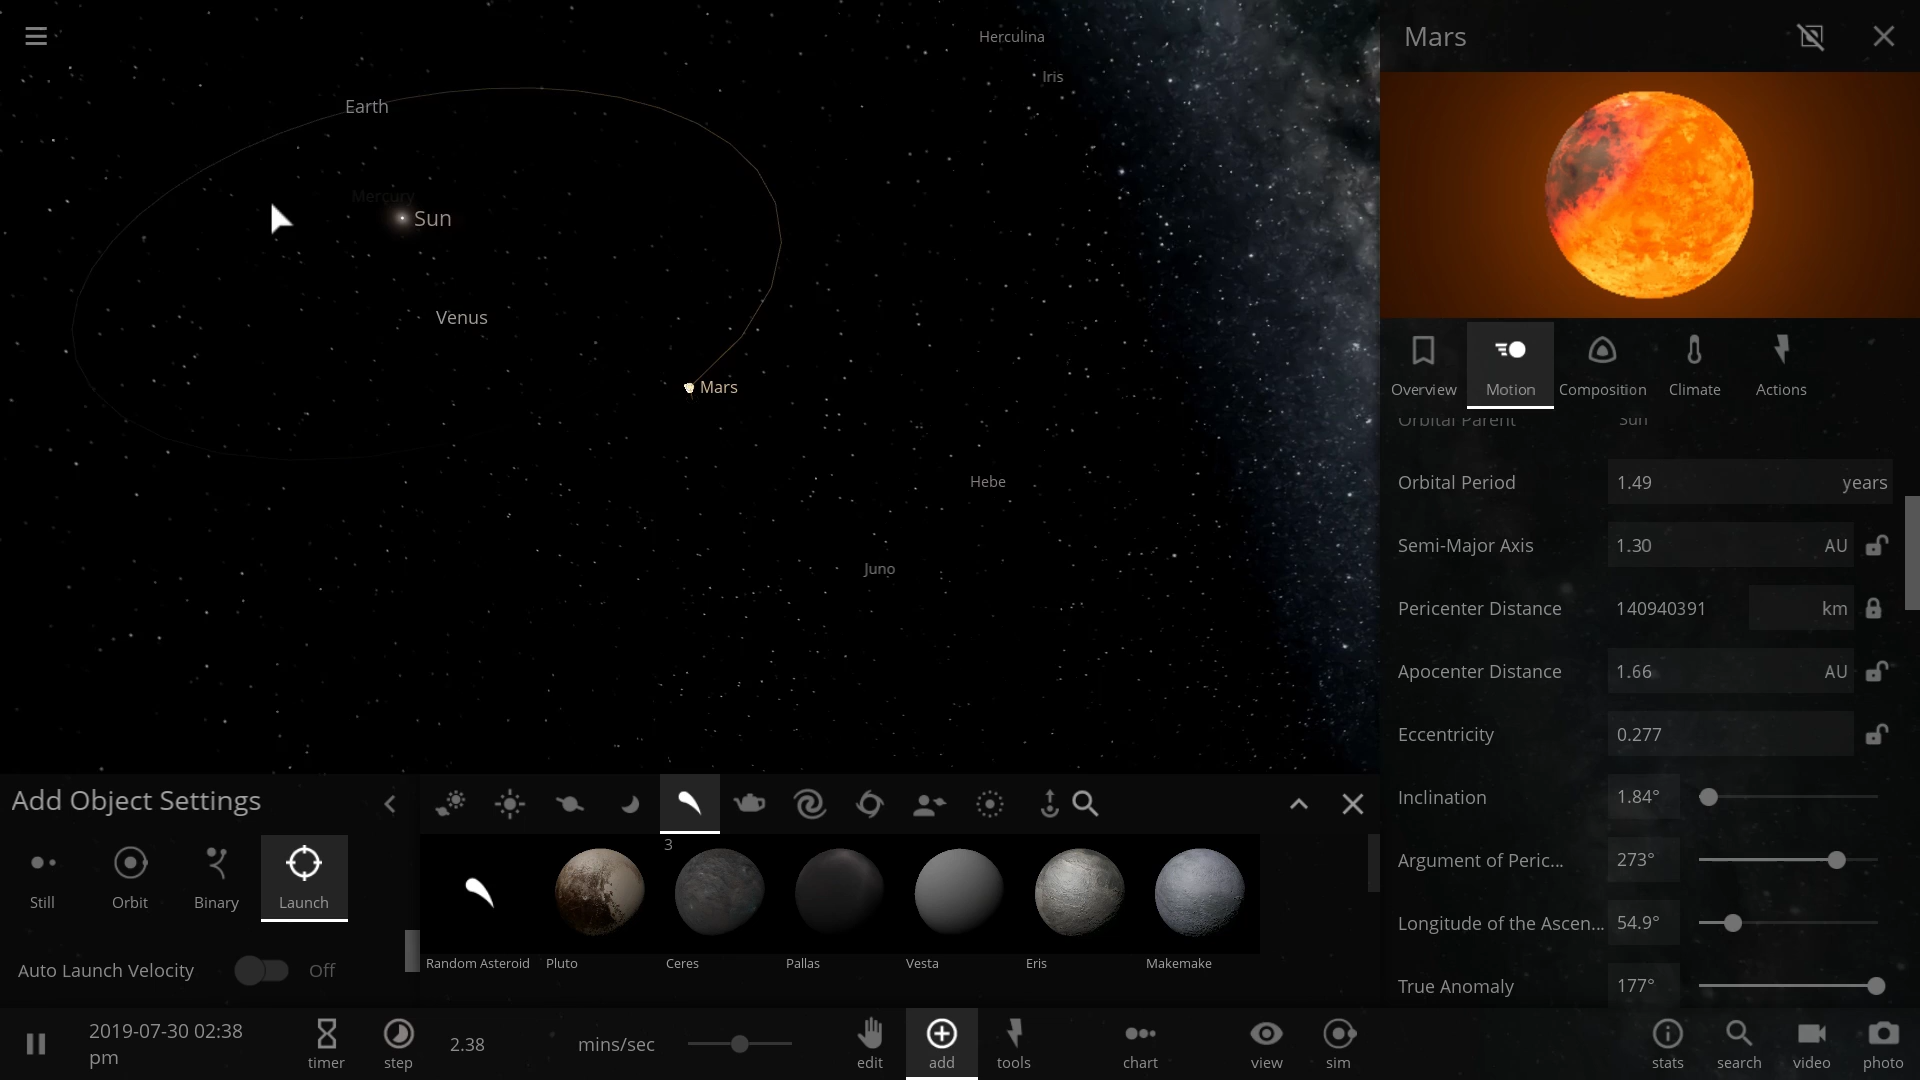 Herculina
Mars
Iris
Earth
Mercury
Sun
Venus
Mars
Overview
Motion
Composition
Climate
Actions
Orbital Parent
Sun
Orbital Period
1.49
years
Hebe
Semi-Major Axis
1.30
AU
Juno
Pericenter Distance
140940391
km
Apocenter Distance
1.66
AU
Eccentricity
0.277
Inclination
1.84°
Argument of Peric...
273°
Longitude of the Ascen...
54.9°
True Anomaly
177°
Add Object Settings
3
Still
Orbit
Binary
Launch
Auto Launch Velocity
Off
Random Asteroid
Pluto
Ceres
Pallas
Vesta
Eris
Makemake
2019-07-30 02:38
pm
timer
step
2.38
mins/sec
edit
add
tools
chart
view
sim
stats
search
video
photo